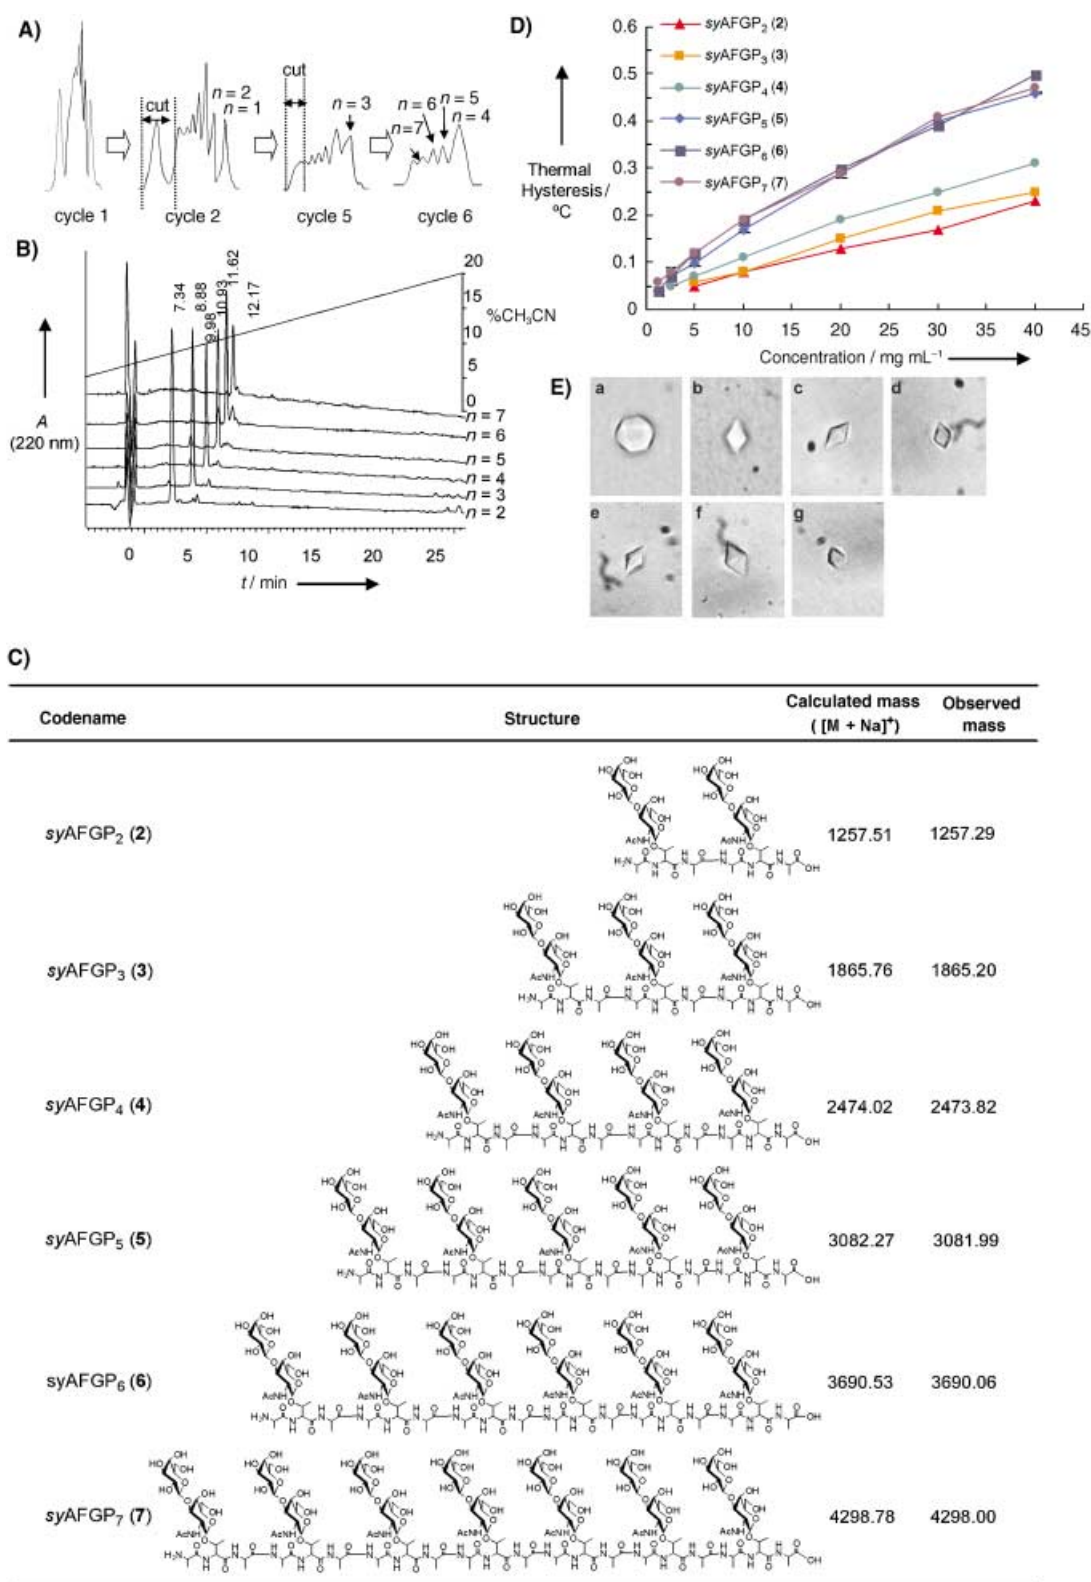 A)
cut
n = 2
n = 1
cut
n = 3
n = 6
n = 5
n = 7
n = 4
cycle 1
cycle 2
cycle 5
cycle 6
B)
7.34
8.88
9.98
10.93
11.62
12.17
20
15
10
5
0
%CH₃CN
A
(220 nm)
n = 7
n = 6
n = 5
n = 4
n = 3
n = 2
0 5 10 15 20 25
t / min
D)
syAFGP₂ (2)
syAFGP₃ (3)
syAFGP₄ (4)
syAFGP₅ (5)
syAFGP₆ (6)
syAFGP₇ (7)
0.6
0.5
0.4
0.3
0.2
0.1
0
Thermal
Hysteresis /
ºC
0 5 10 15 20 25 30 35 40 45
Concentration / mg mL⁻¹
E)
a b c d
e f g
C)
Codename Structure Calculated mass ( [M + Na]⁺) Observed mass
syAFGP₂ (2) 1257.51 1257.29
syAFGP₃ (3) 1865.76 1865.20
syAFGP₄ (4) 2474.02 2473.82
syAFGP₅ (5) 3082.27 3081.99
syAFGP₆ (6) 3690.53 3690.06
syAFGP₇ (7) 4298.78 4298.00